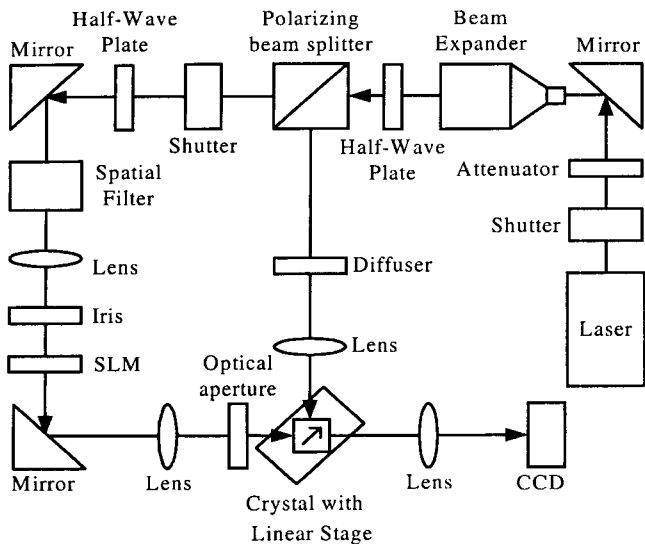 Mirror
Half-Wave
Plate
Polarizing
beam splitter
Beam
Expander
Mirror
Shutter
Half-Wave
Plate
Attenuator
Spatial
Filter
Shutter
Lens
Diffuser
Iris
Laser
SLM
Optical
aperture
Lens
Mirror
Lens
Crystal with
Linear Stage
Lens
CCD